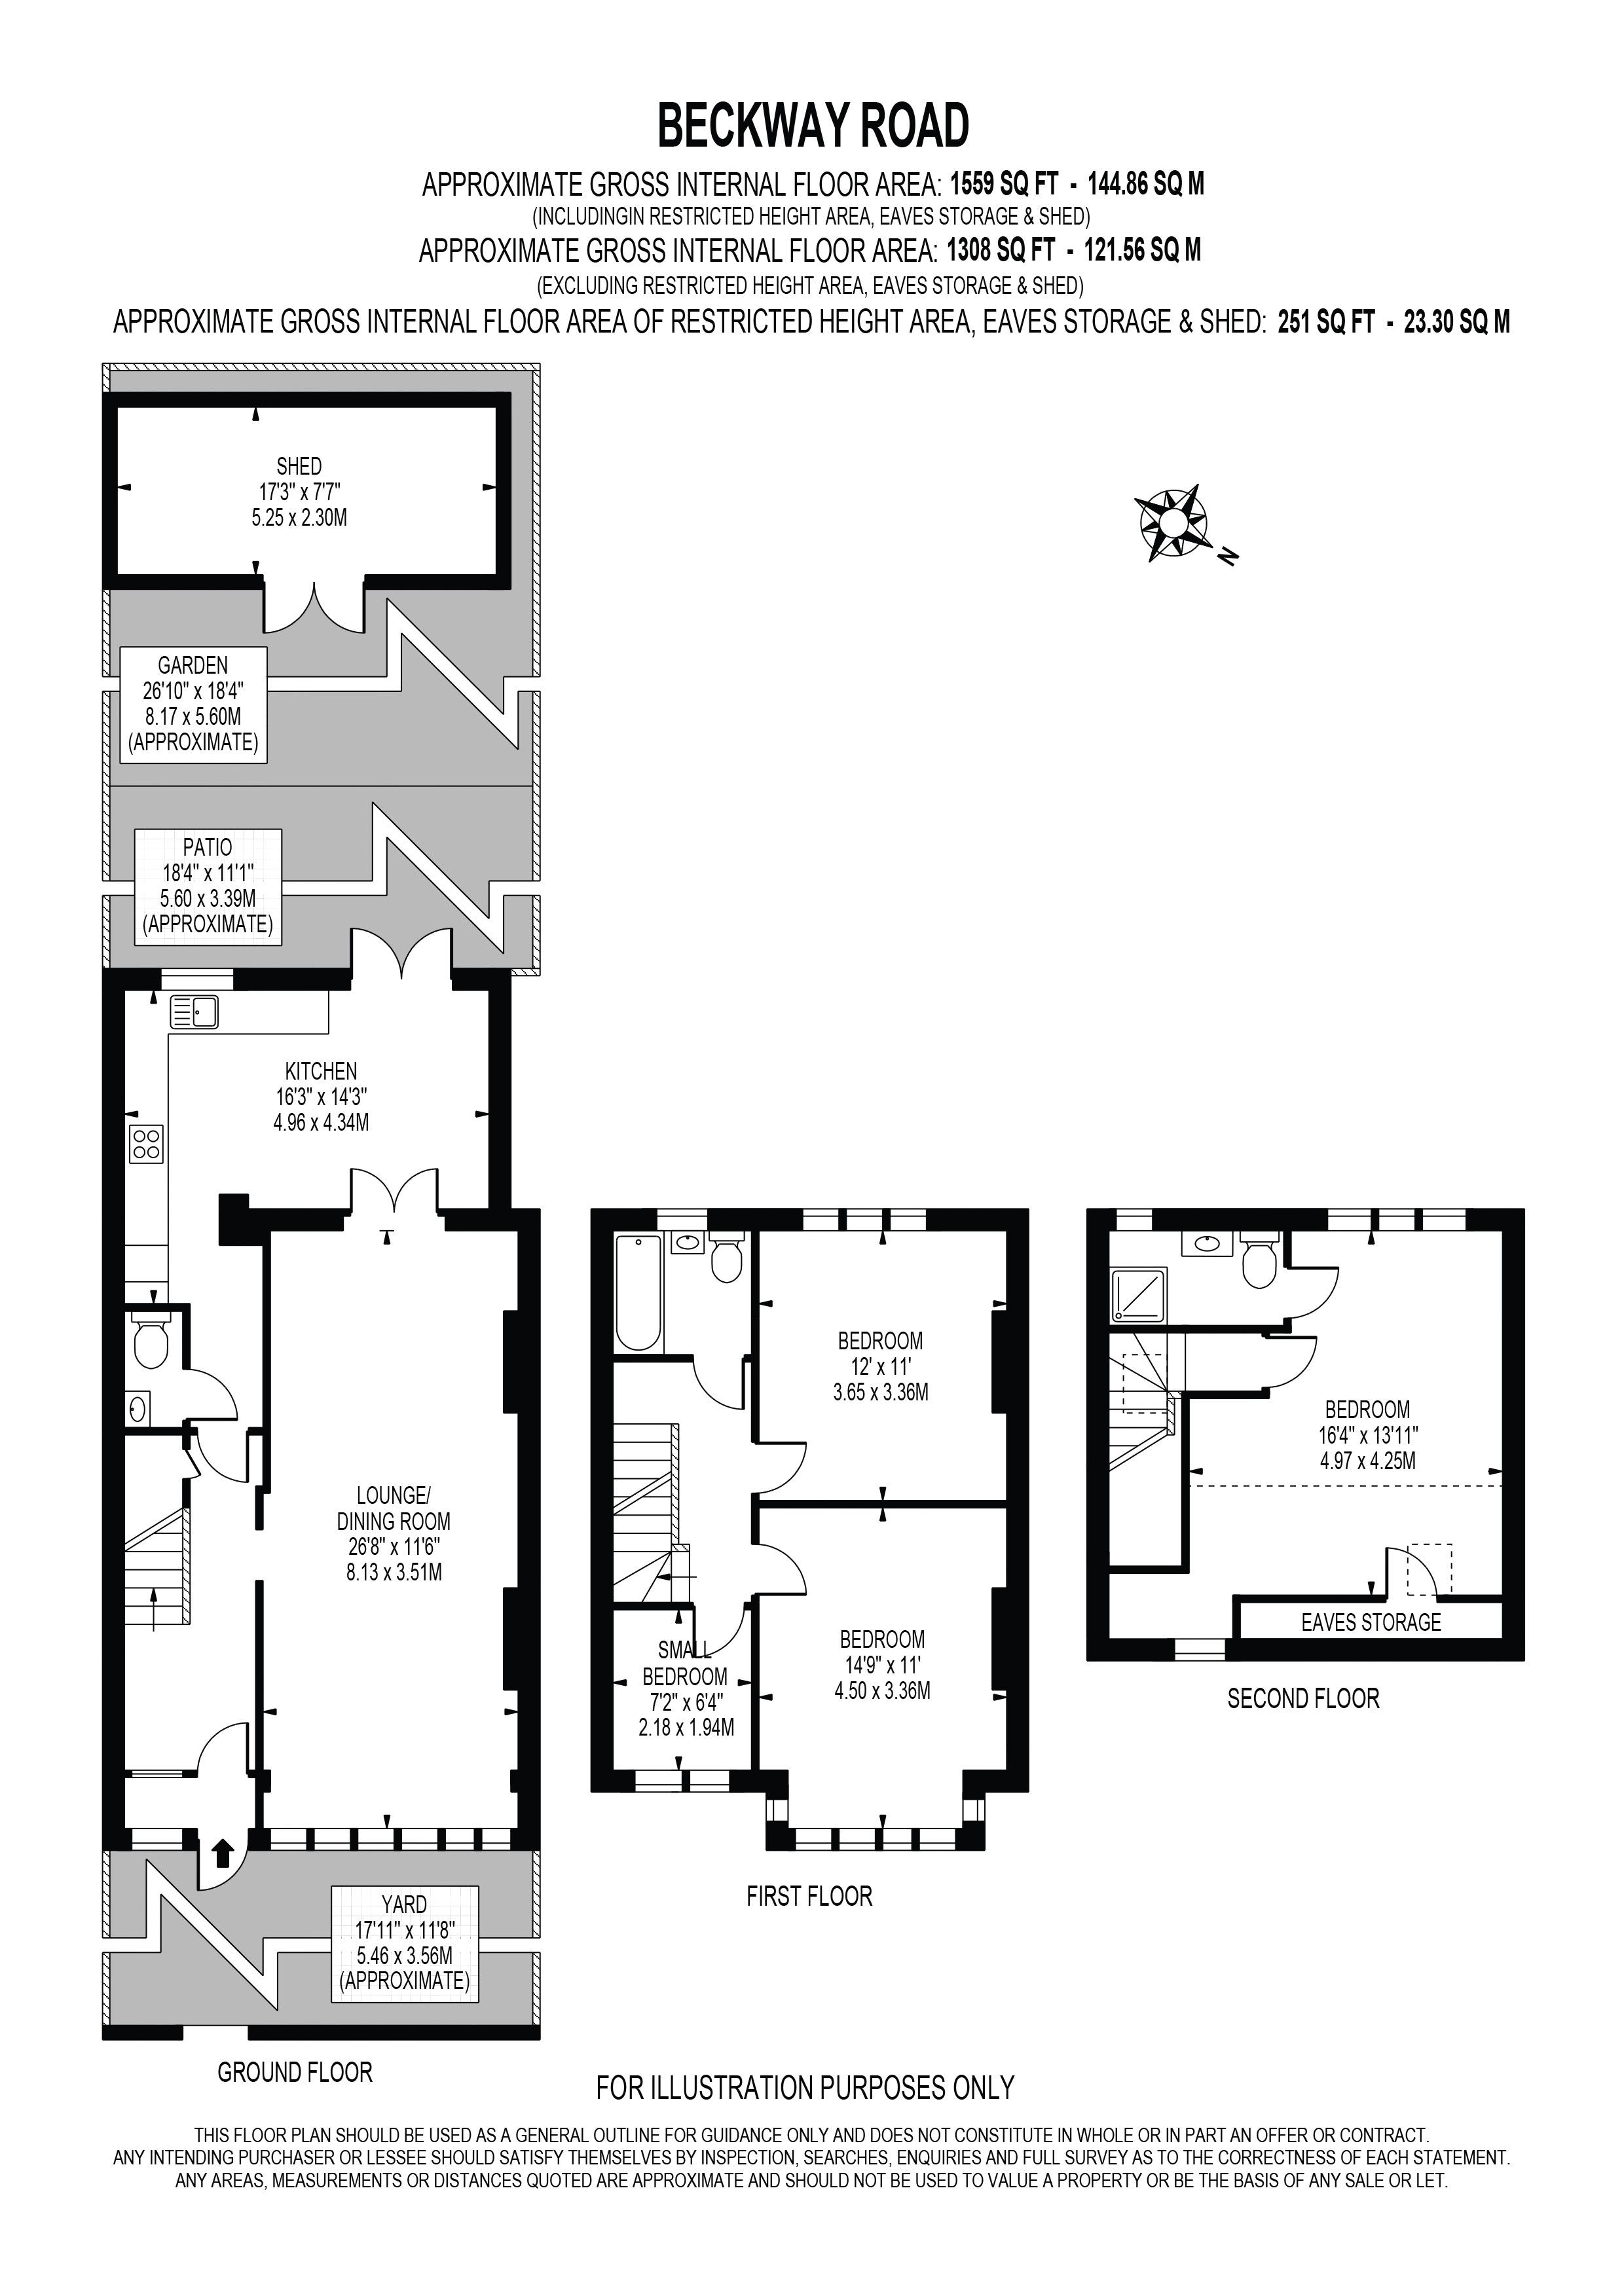 BECKWAY ROAD
APPROXIMATE GROSS INTERNAL FLOOR AREA: 1559 SQ FT - 144.86 SQ M
(INCLUDINGIN RESTRICTED HEIGHT AREA, EAVES STORAGE & SHED)
APPROXIMATE GROSS INTERNAL FLOOR AREA: 1308 SQ FT - 121.56 SQ M
(EXCLUDING RESTRICTED HEIGHT AREA, EAVES STORAGE & SHED)
APPROXIMATE GROSS INTERNAL FLOOR AREA OF RESTRICTED HEIGHT AREA, EAVES STORAGE & SHED: 251 SQ FT - 23.30 SQ M
SHED
17'3" x 7'7"
5.25 x 2.30M
N
GARDEN
26'10" x 18'4"
8.17 x 5.60M
(APPROXIMATE)
PATIO
18'4" x 11'1"
5.60 x 3.39M
(APPROXIMATE)
KITCHEN
16'3" x 14'3"
4.96 x 4.34M
LOUNGE/
DINING ROOM
26'8" x 11'6"
8.13 x 3.51M
YARD
17'11" x 11'8"
5.46 x 3.56M
(APPROXIMATE)
GROUND FLOOR
BEDROOM
12' x 11'
3.65 x 3.36M
BEDROOM
14'9" x 11'
4.50 x 3.36M
SMALL
BEDROOM
7'2" x 6'4"
2.18 x 1.94M
FIRST FLOOR
BEDROOM
16'4" x 13'11"
4.97 x 4.25M
EAVES STORAGE
SECOND FLOOR
FOR ILLUSTRATION PURPOSES ONLY
THIS FLOOR PLAN SHOULD BE USED AS A GENERAL OUTLINE FOR GUIDANCE ONLY AND DOES NOT CONSTITUTE IN WHOLE OR IN PART AN OFFER OR CONTRACT.
ANY INTENDING PURCHASER OR LESSEE SHOULD SATISFY THEMSELVES BY INSPECTION, SEARCHES, ENQUIRIES AND FULL SURVEY AS TO THE CORRECTNESS OF EACH STATEMENT.
ANY AREAS, MEASUREMENTS OR DISTANCES QUOTED ARE APPROXIMATE AND SHOULD NOT BE USED TO VALUE A PROPERTY OR BE THE BASIS OF ANY SALE OR LET.